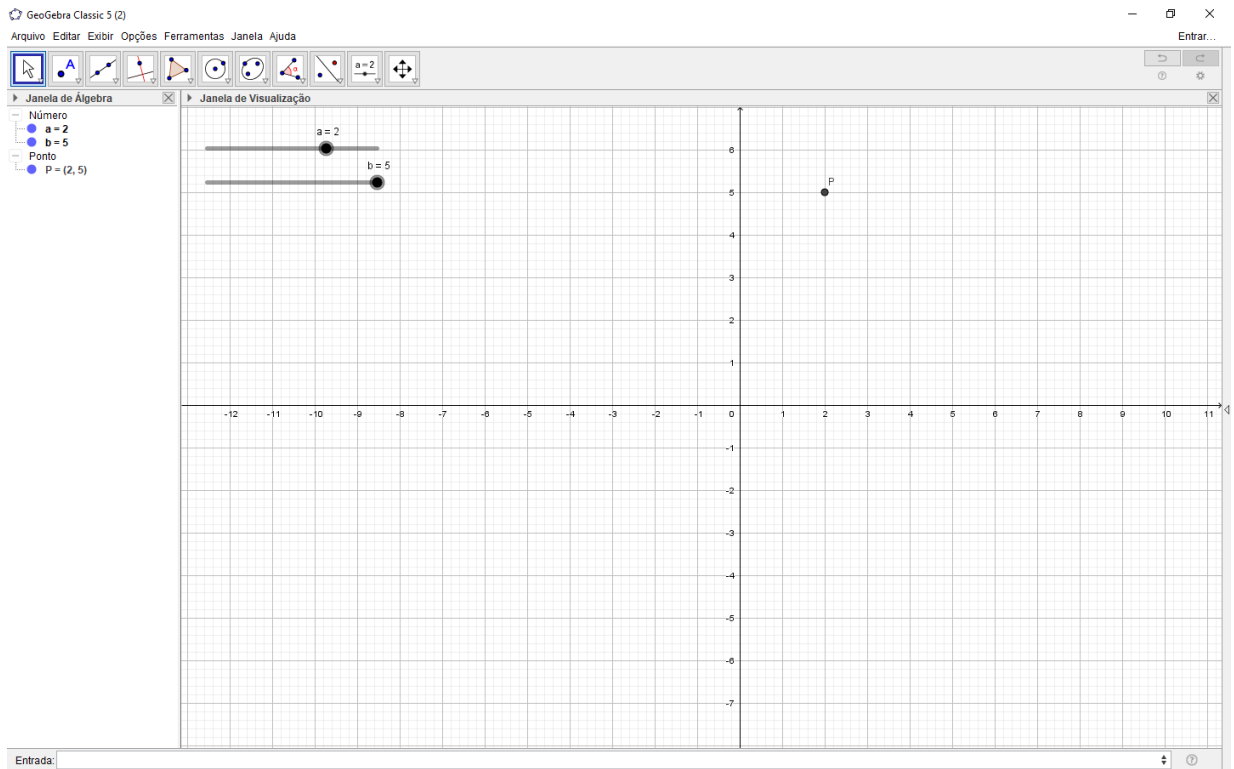 GeoGebra Classic 5 (2)
Arquivo Editar Exibir Opções Ferramentas Janela Ajuda
Entrar...
A
α
a = 2
Janela de Álgebra
Janela de Visualização
Número
a = 2
b = 5
Ponto
P = (2, 5)
a = 2
b = 5
P
6
5
4
3
2
1
-12 -11 -10 -9 -8 -7 -6 -5 -4 -3 -2 -1 0 1 2 3 4 5 6 7 8 9 10 11
-1
-2
-3
-4
-5
-6
-7
Entrada: